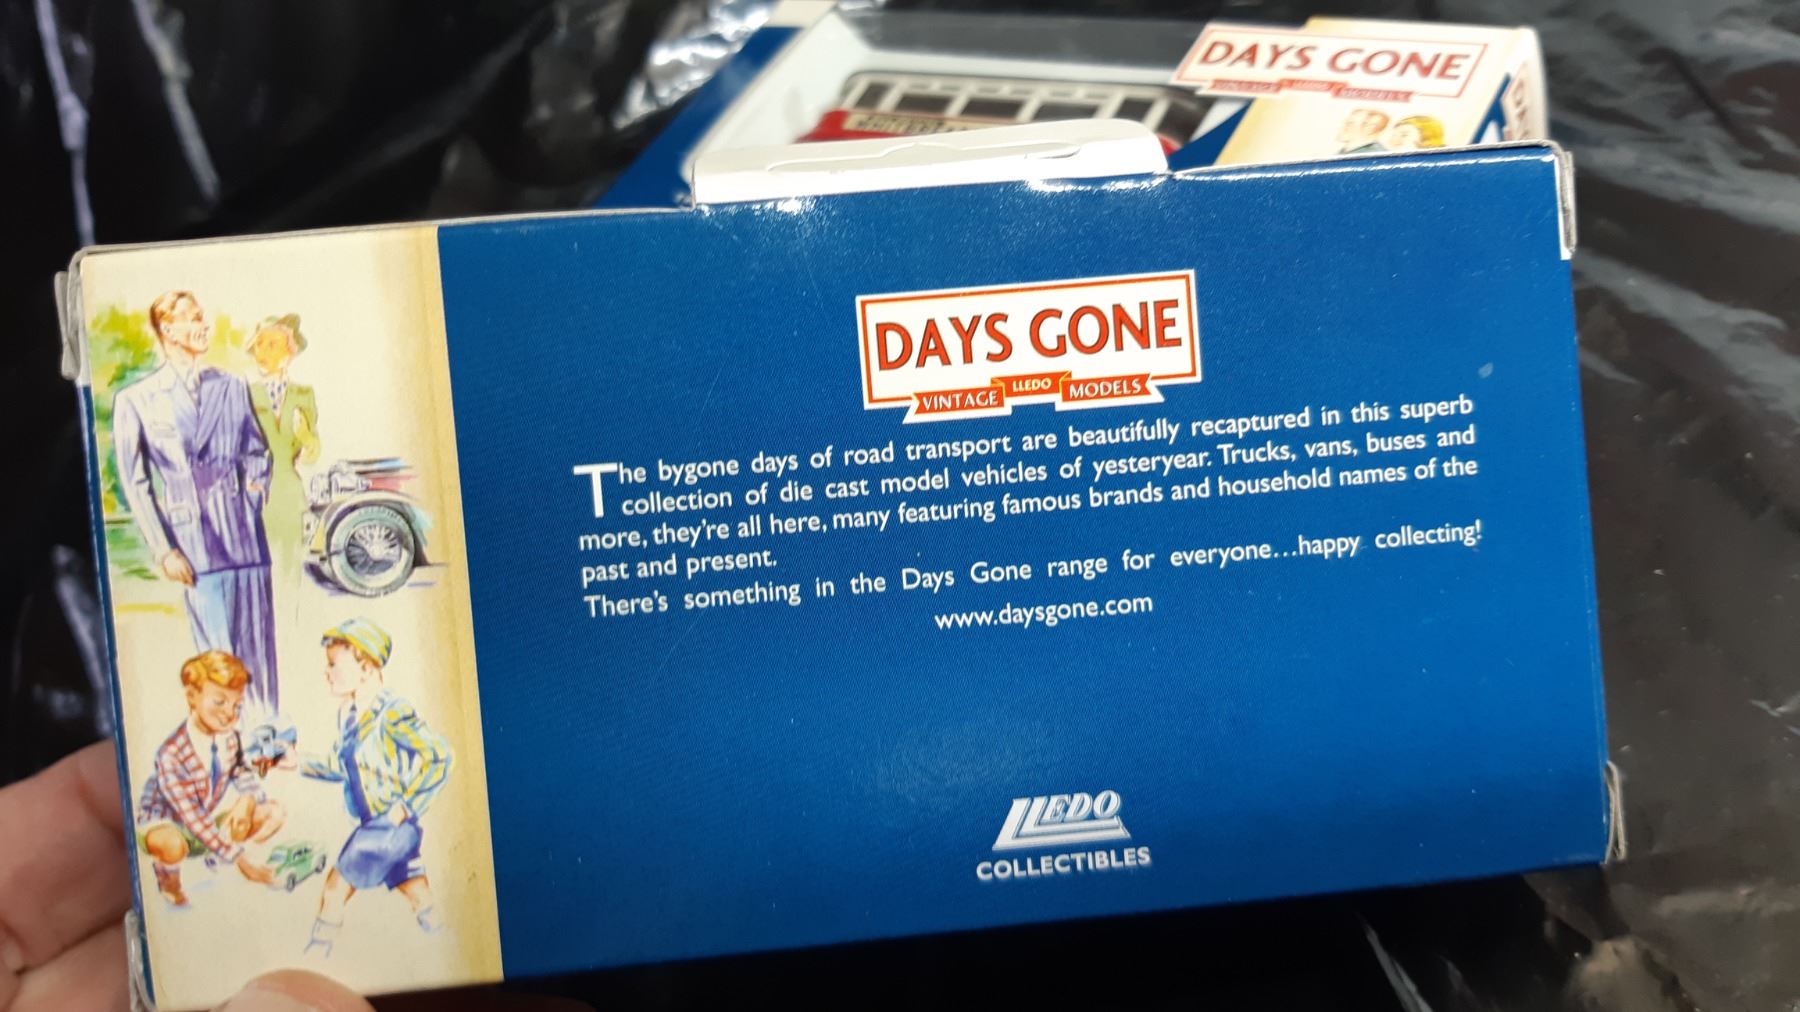 DAYS GONE
VINTAGE LLEDO MODELS
DAYS GONE
VINTAGE LLEDO MODELS
The bygone days of road transport are beautifully recaptured in this superb
collection of die cast model vehicles of yesteryear. Trucks, vans, buses and
more, they're all here, many featuring famous brands and household names of the
past and present.
There's something in the Days Gone range for everyone...happy collecting!
www.daysgone.com
LLEDO
COLLECTIBLES